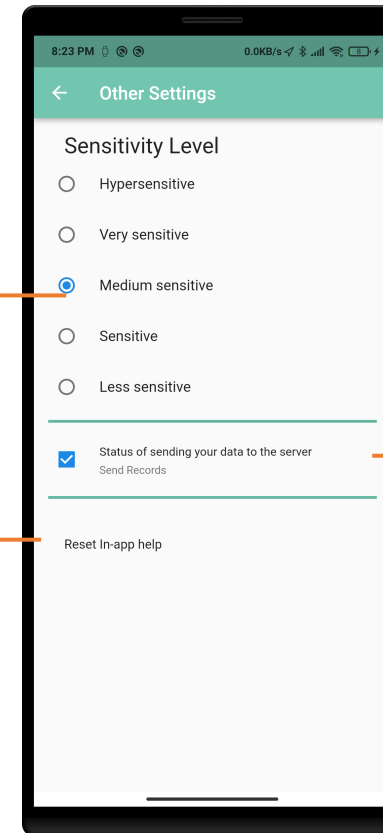 8:23 PM 0.0KB/s 8
Other Settings
Sensitivity Level
Hypersensitive
Very sensitive
Medium sensitive
Sensitive
Less sensitive
Status of sending your data to the server
Send Records
Reset In-app help